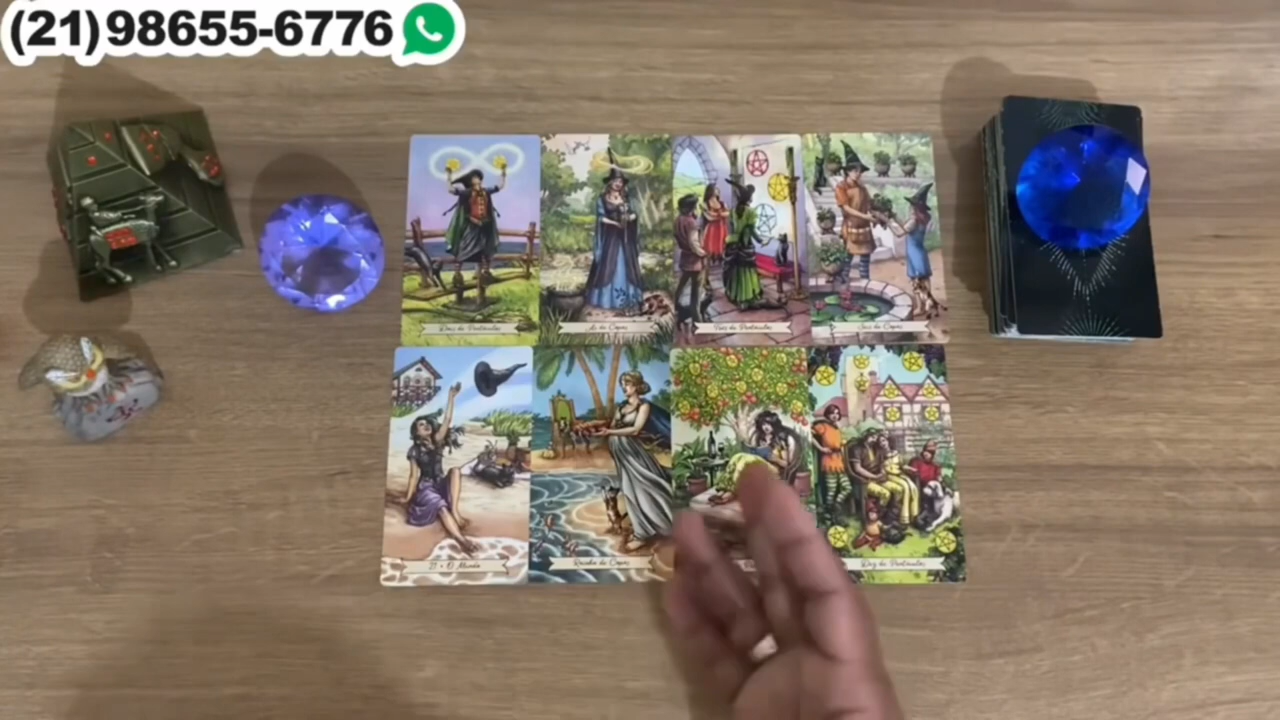 (21)98655-6776
Dois de Pentáculos
Ás de Copas
Três de Pentáculos
Seis de Copas
21 • O Mundo
Rainha de Copas
Dez de Pentáculos